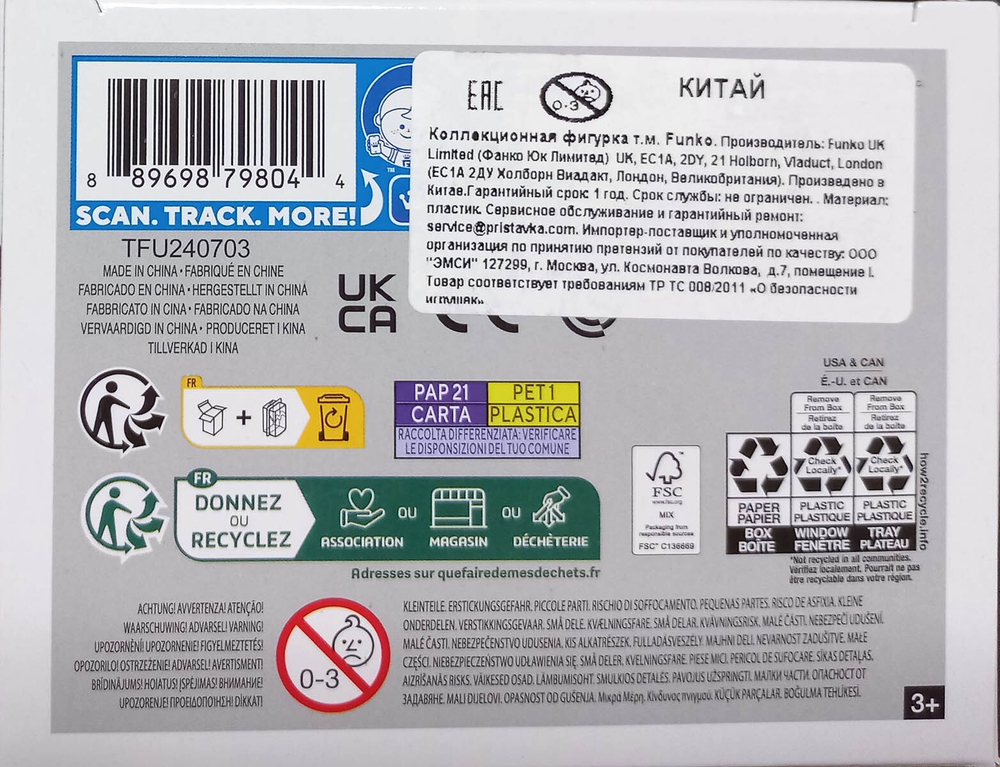 8 89698 79804 4
SCAN. TRACK. MORE!
TM
EAC
0-3
КИТАЙ
Коллекционная фигурка т.м. Funko. Производитель: Funko UK
Limited (Фанко Юк Лимитед) UK, EC1A, 2DY, 21 Holborn, Viaduct, London
(EC1A 2ДУ Холборн Виадакт, Лондон, Великобритания). Произведено в
Китае.Гарантийный срок: 1 год. Срок службы: не ограничен. . Материал:
пластик. Сервисное обслуживание и гарантийный ремонт:
service@pristavka.com. Импортер-поставщик и уполномоченная
организация по принятию претензий от покупателей по качеству: ООО
"ЭМСИ" 127299, г. Москва, ул. Космонавта Волкова, д.7, помещение I.
Товар соответствует требованиям ТР ТС 008/2011 «О безопасности
игрушек»
TFU240703
MADE IN CHINA • FABRIQUÉ EN CHINE
FABRICADO EN CHINA • HERGESTELLT IN CHINA
FABBRICATO IN CINA • FABRICADO NA CHINA
VERVAARDIGD IN CHINA • PRODUCERET I KINA
TILLVERKAD I KINA
UK
CA
FR
+
PAP 21 PET 1
CARTA PLASTICA
RACCOLTA DIFFERENZIATA: VERIFICARE
LE DISPOSIZIONI DEL TUO COMUNE
FR
DONNEZ
OU
RECYCLEZ
ASSOCIATION OU MAGASIN OU DÉCHÈTERIE
Adresses sur quefairedemesdechets.fr
FSC
www.fsc.org
MIX
Packaging from
responsible sources
FSC® C136669
USA & CAN
É.-U. et CAN
Remove From Box Remove From Box
Retirez de la boîte Retirez de la boîte
Check Locally* Check Locally*
PAPER PLASTIC PLASTIC
PAPIER PLASTIQUE PLASTIQUE
BOX WINDOW TRAY
BOÎTE FENÊTRE PLATEAU
how2recycle.info
*Not recycled in all communities.
Vérifiez localement. Pourrait ne pas
être recyclable dans votre région.
ACHTUNG! AVVERTENZA! ATENÇÃO!
WAARSCHUWING! ADVARSEL! VARNING!
UPOZORNĚNÍ! UPOZORNENIE! FIGYELMEZTETÉS!
OPOZORILO! OSTRZEŻENIE! ADVARSEL! AVERTISMENT!
BRĪDINĀJUMS! HOIATUS! ĮSPĖJIMAS! ВНИМАНИЕ!
UPOZORENJE! ΠΡΟΕΙΔΟΠΟΙΗΣΗ! DİKKAT!
0-3
KLEINTEILE. ERSTICKUNGSGEFAHR. PICCOLE PARTI. RISCHIO DI SOFFOCAMENTO. PEQUENAS PARTES. RISCO DE ASFIXIA. KLEINE
ONDERDELEN. VERSTIKKINGSGEVAAR. SMÅ DELE. KVÆLNINGSFARE. SMÅ DELAR. KVÄVNINGSRISK. MALÉ ČÁSTI. NEBEZPEČÍ UDUŠENÍ.
MALÉ ČASTI. NEBEZPEČENSTVO UDUSENIA. KIS ALKATRÉSZEK. FULLADÁSVESZÉLY. MAJHNI DELI. NEVARNOST ZADUŠITVE. MAŁE
CZĘŚCI. NIEBEZPIECZEŃSTWO UDŁAWIENIA SIĘ. SMÅ DELER. KVELNINGSFARE. PIESE MICI. PERICOL DE SUFOCARE. SĪKAS DETAĻAS.
AIZRĪŠANĀS RISKS. VÄIKESED OSAD. LÄMBUMISOHT. SMULKIOS DETALĖS. PAVOJUS UŽSPRINGTI. МАЛКИ ЧАСТИ. ОПАСНОСТ ОТ
ЗАДАВЯНЕ. MALI DIJELOVI. OPASNOST OD GUŠENJA. Μικρα Μέρη. Κίνδυνος πνιγμού. KÜÇÜK PARÇALAR. BOĞULMA TEHLİKESİ.
3+